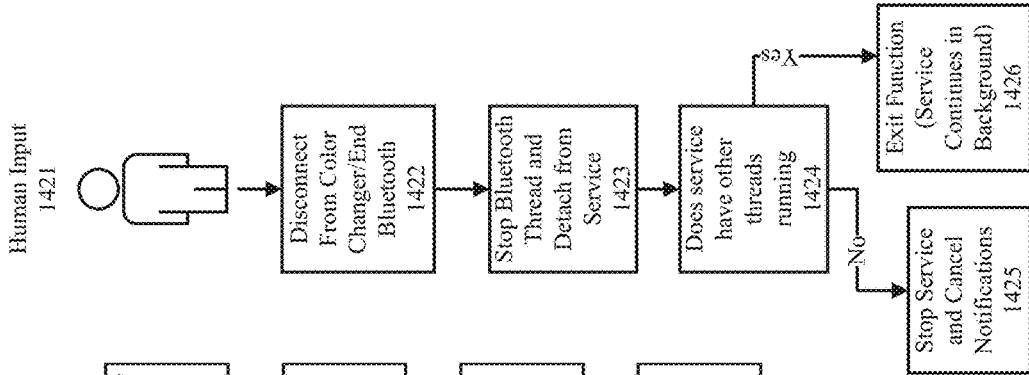 Human Input
1421
Disconnect
From Color
Changer/End
Bluetooth
1422
Stop Bluetooth
Thread and
Detach from
Service
1423
Does service
have other
threads
running
1424
Yes
No
Exit Function
(Service
Continues in
Background)
1426
Stop Service
and Cancel
Notifications
1425